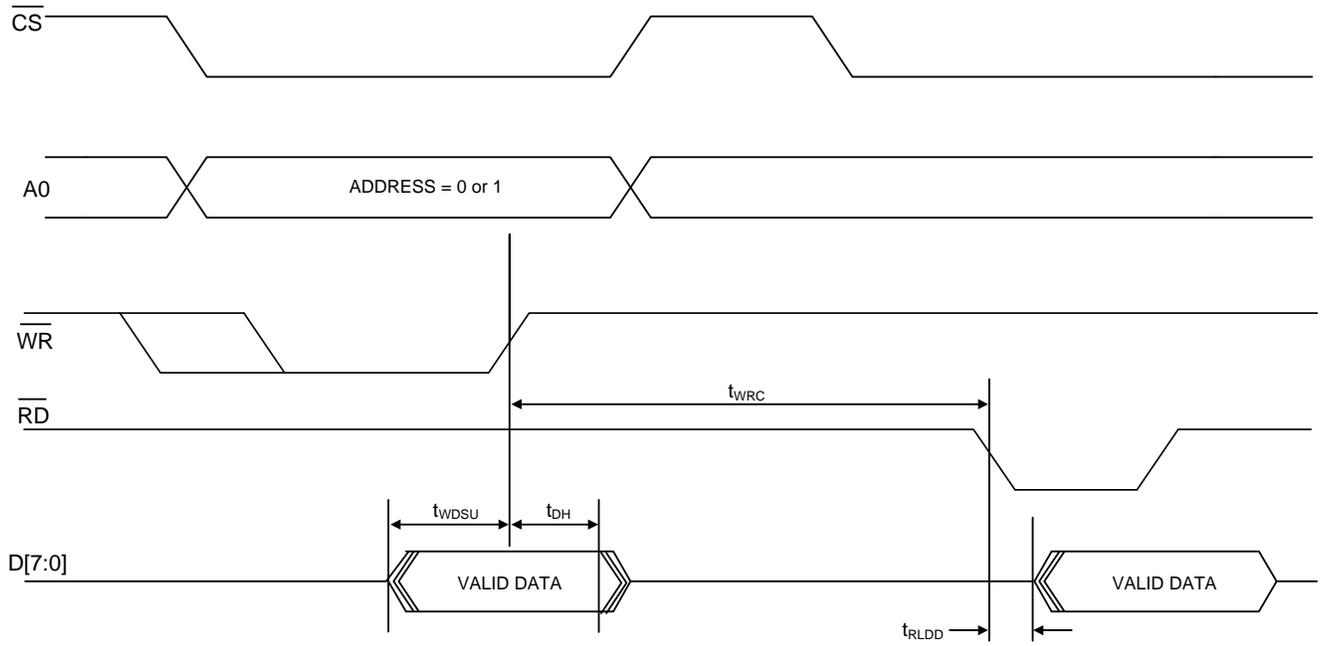 CS
A0
ADDRESS = 0 or 1
WR
tWRC
RD
tWDSU
tDH
D[7:0]
VALID DATA
VALID DATA
tRLDD